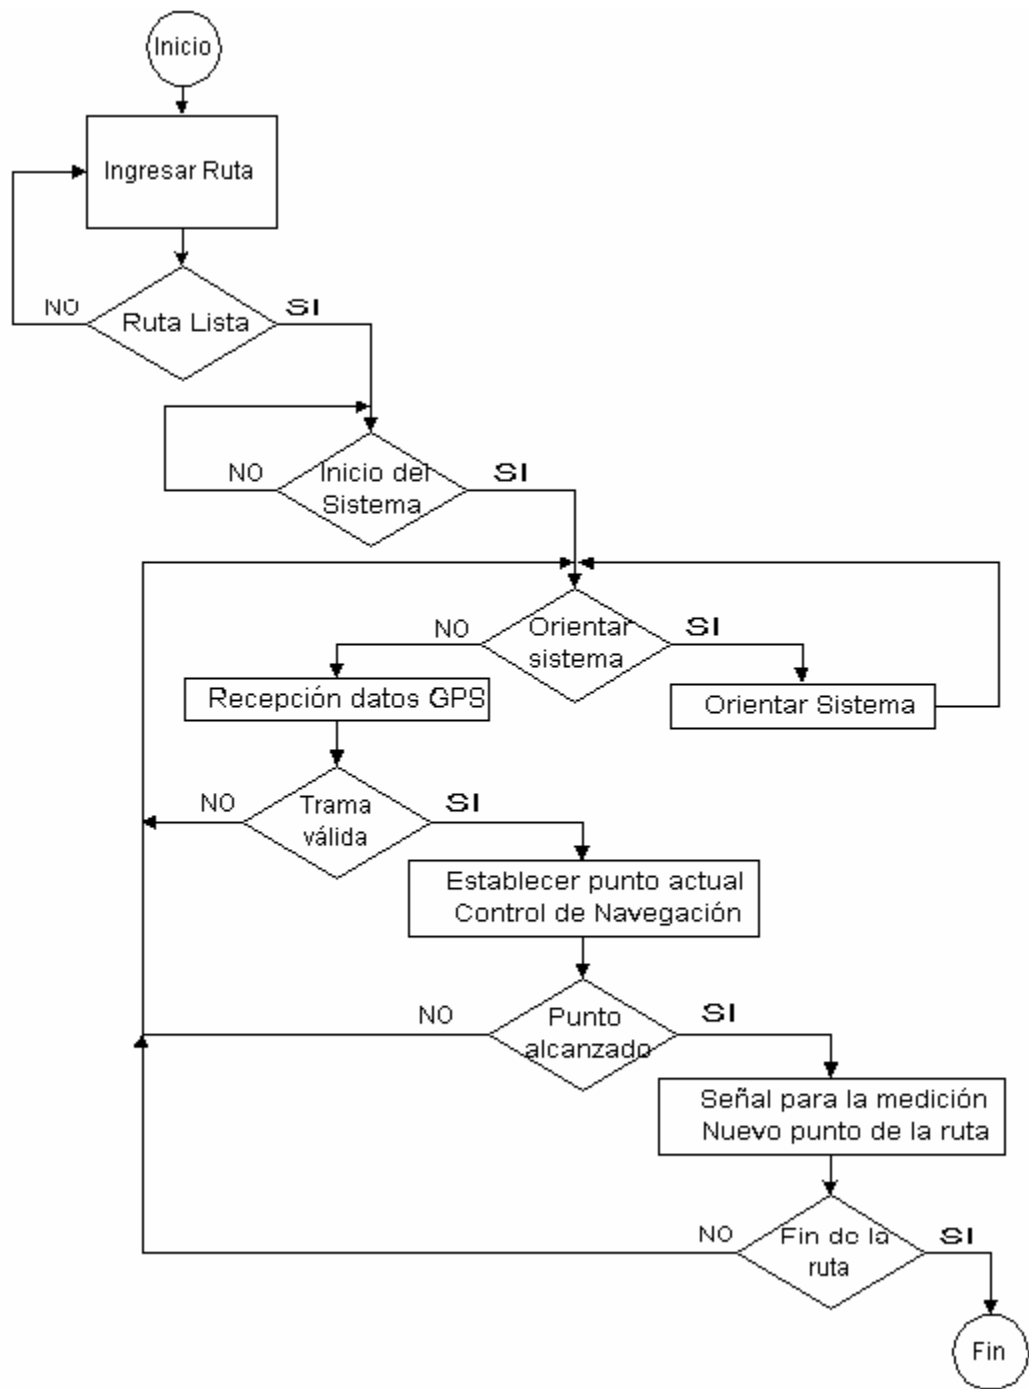 Inicio
Ingresar Ruta
NO
SI
Ruta Lista
NO
SI
Inicio del
Sistema
NO
SI
Orientar
sistema
Recepción datos GPS
Orientar Sistema
NO
SI
Trama
válida
Establecer punto actual
Control de Navegación
NO
SI
Punto
alcanzado
Señal para la medición
Nuevo punto de la ruta
NO
SI
Fin de la
ruta
Fin